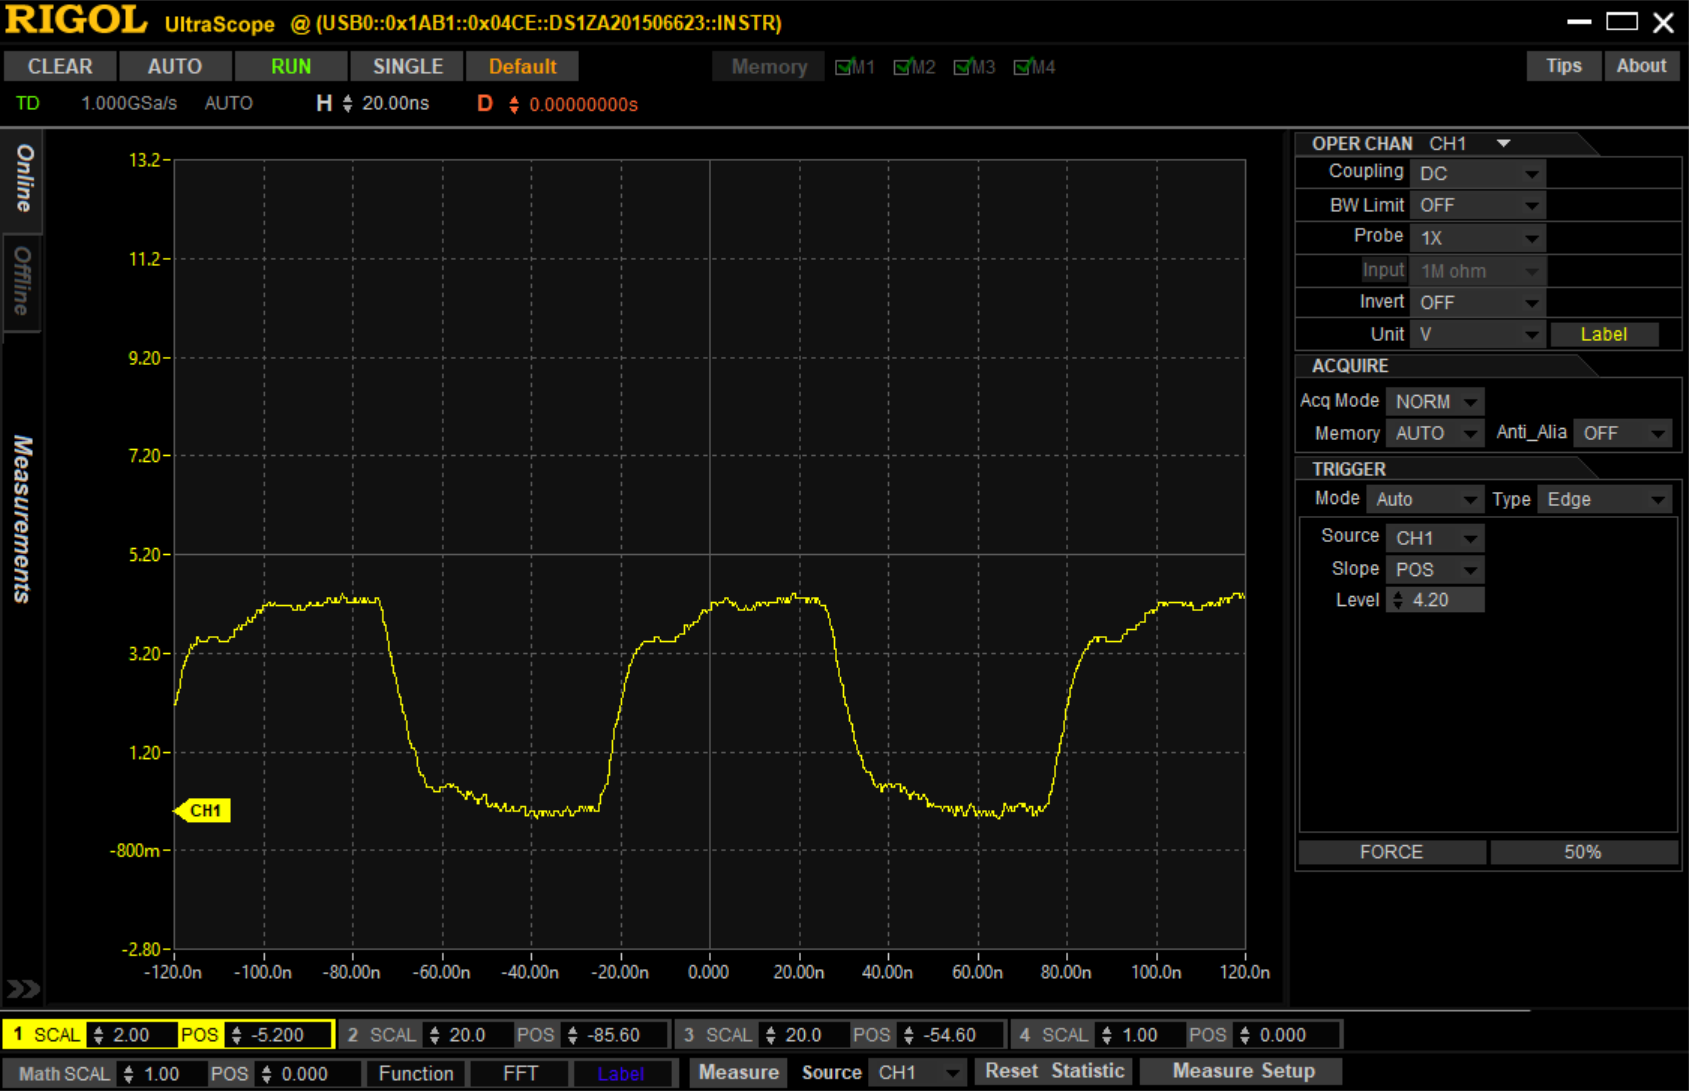 RIGOL UltraScope @ (USB0::0x1AB1::0x04CE::DS1ZA201506623::INSTR)
CLEAR AUTO RUN SINGLE Default Memory M1 M2 M3 M4 Tips About
TD 1.000GSa/s AUTO H 20.00ns D 0.00000000s
Online
Offline
Measurements
13.2
11.2
9.20
7.20
5.20
3.20
1.20
CH1
-800m
-2.80
-120.0n -100.0n -80.00n -60.00n -40.00n -20.00n 0.000 20.00n 40.00n 60.00n 80.00n 100.0n 120.0n
OPER CHAN CH1
Coupling DC
BW Limit OFF
Probe 1X
Input 1M ohm
Invert OFF
Unit V Label
ACQUIRE
Acq Mode NORM
Memory AUTO Anti_Alia OFF
TRIGGER
Mode Auto Type Edge
Source CH1
Slope POS
Level 4.20
FORCE 50%
1 SCAL 2.00 POS -5.200 2 SCAL 20.0 POS -85.60 3 SCAL 20.0 POS -54.60 4 SCAL 1.00 POS 0.000
Math SCAL 1.00 POS 0.000 Function FFT Label Measure Source CH1 Reset Statistic Measure Setup